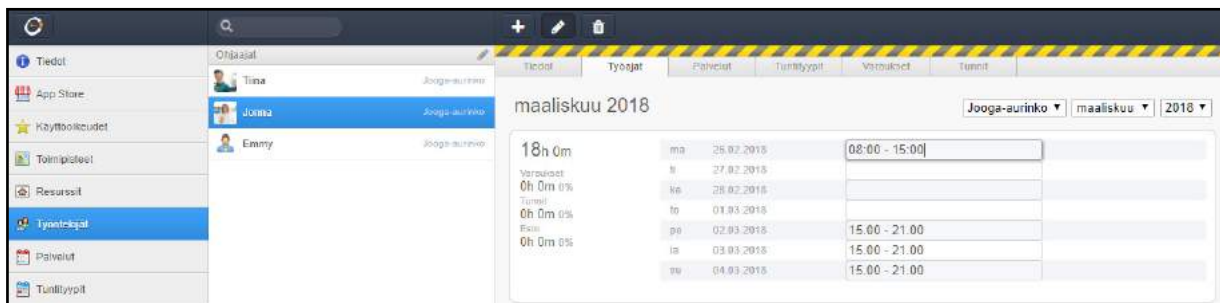 Tiedot
App Store
Käyttöoikeudet
Toimipisteet
Resurssit
Työntekijät
Palvelut
Tuntityypit
Ohjaajat
Tiina Jooga-aurinko
Jonna Jooga-aurinko
Emmy Jooga-aurinko
Tiedot Työajat Palvelut Tuntityypit Varaukset Tunnit
maaliskuu 2018 Jooga-aurinko ▼ maaliskuu ▼ 2018 ▼
18h 0m
Varaukset
0h 0m 0%
Tunnit
0h 0m 0%
Esto
0h 0m 0%
ma 26.02.2018 08:00 - 15:00
ti 27.02.2018
ke 28.02.2018
to 01.03.2018
pe 02.03.2018 15.00 - 21.00
la 03.03.2018 15.00 - 21.00
su 04.03.2018 15.00 - 21.00